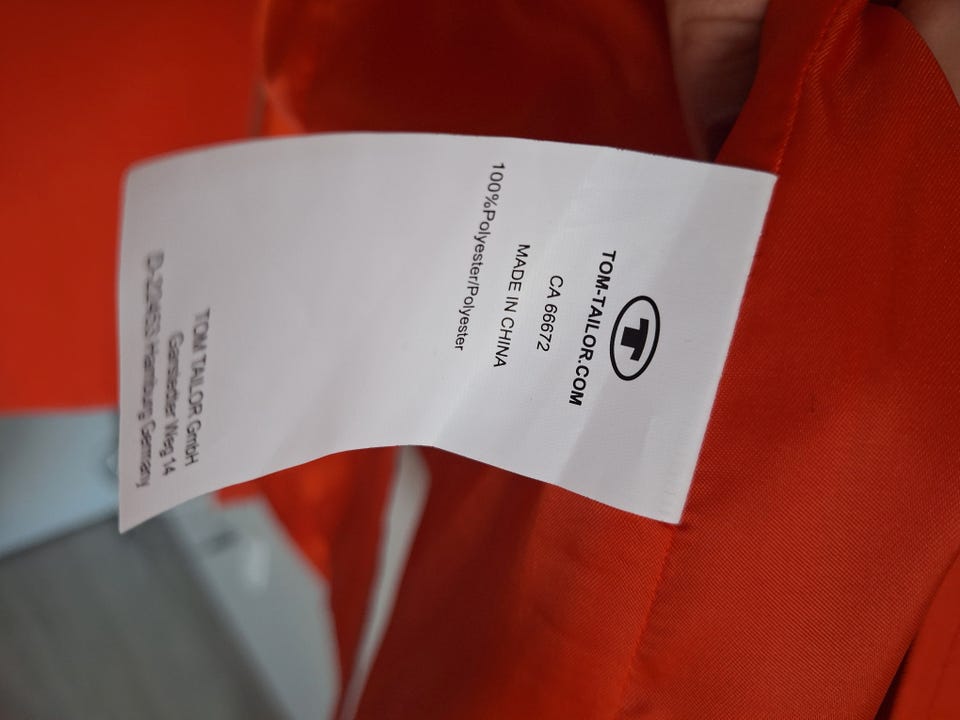 T
TOM-TAILOR.COM
CA 66672
MADE IN CHINA
100%Polyester/Polyester
TOM TAILOR GmbH
Garstedter Weg 14
D-22453 Hamburg Germany